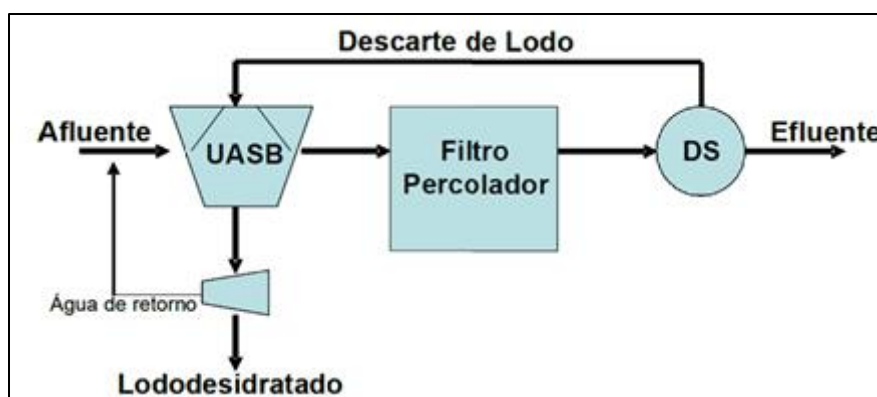 Descarte de Lodo
Afluente
UASB
Filtro
Percolador
DS
Efluente
Água de retorno
Lododesidratado